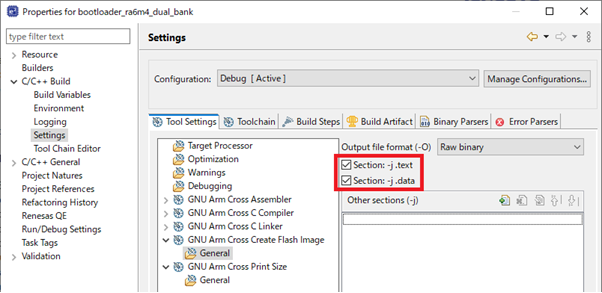 Properties for bootloader_ra6m4_dual_bank
type filter text
Settings
Resource
Builders
C/C++ Build
Build Variables
Environment
Logging
Settings
Tool Chain Editor
C/C++ General
Project Natures
Project References
Refactoring History
Renesas QE
Run/Debug Settings
Task Tags
Validation
Configuration: Debug [ Active ] Manage Configurations...
Tool Settings Toolchain Build Steps Build Artifact Binary Parsers Error Parsers
Target Processor
Optimization
Warnings
Debugging
GNU Arm Cross Assembler
GNU Arm Cross C Compiler
GNU Arm Cross C Linker
GNU Arm Cross Create Flash Image
General
GNU Arm Cross Print Size
General
Output file format (-O) Raw binary
Section: -j .text
Section: -j .data
Other sections (-j)